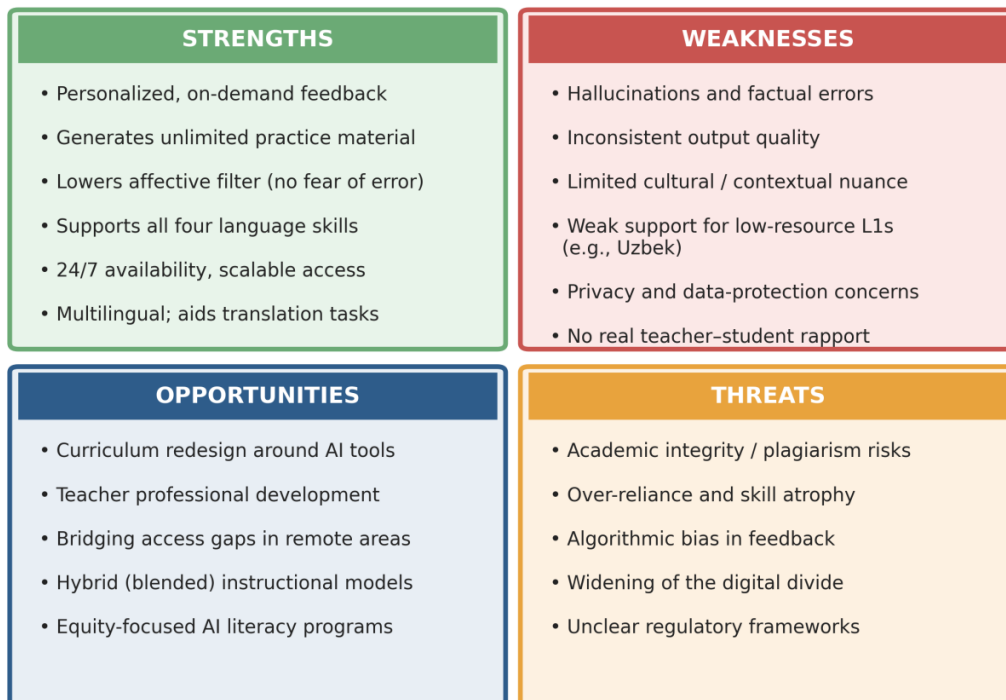 STRENGTHS
• Personalized, on-demand feedback
• Generates unlimited practice material
• Lowers affective filter (no fear of error)
• Supports all four language skills
• 24/7 availability, scalable access
• Multilingual; aids translation tasks
WEAKNESSES
• Hallucinations and factual errors
• Inconsistent output quality
• Limited cultural / contextual nuance
• Weak support for low-resource L1s
(e.g., Uzbek)
• Privacy and data-protection concerns
• No real teacher–student rapport
OPPORTUNITIES
• Curriculum redesign around AI tools
• Teacher professional development
• Bridging access gaps in remote areas
• Hybrid (blended) instructional models
• Equity-focused AI literacy programs
THREATS
• Academic integrity / plagiarism risks
• Over-reliance and skill atrophy
• Algorithmic bias in feedback
• Widening of the digital divide
• Unclear regulatory frameworks